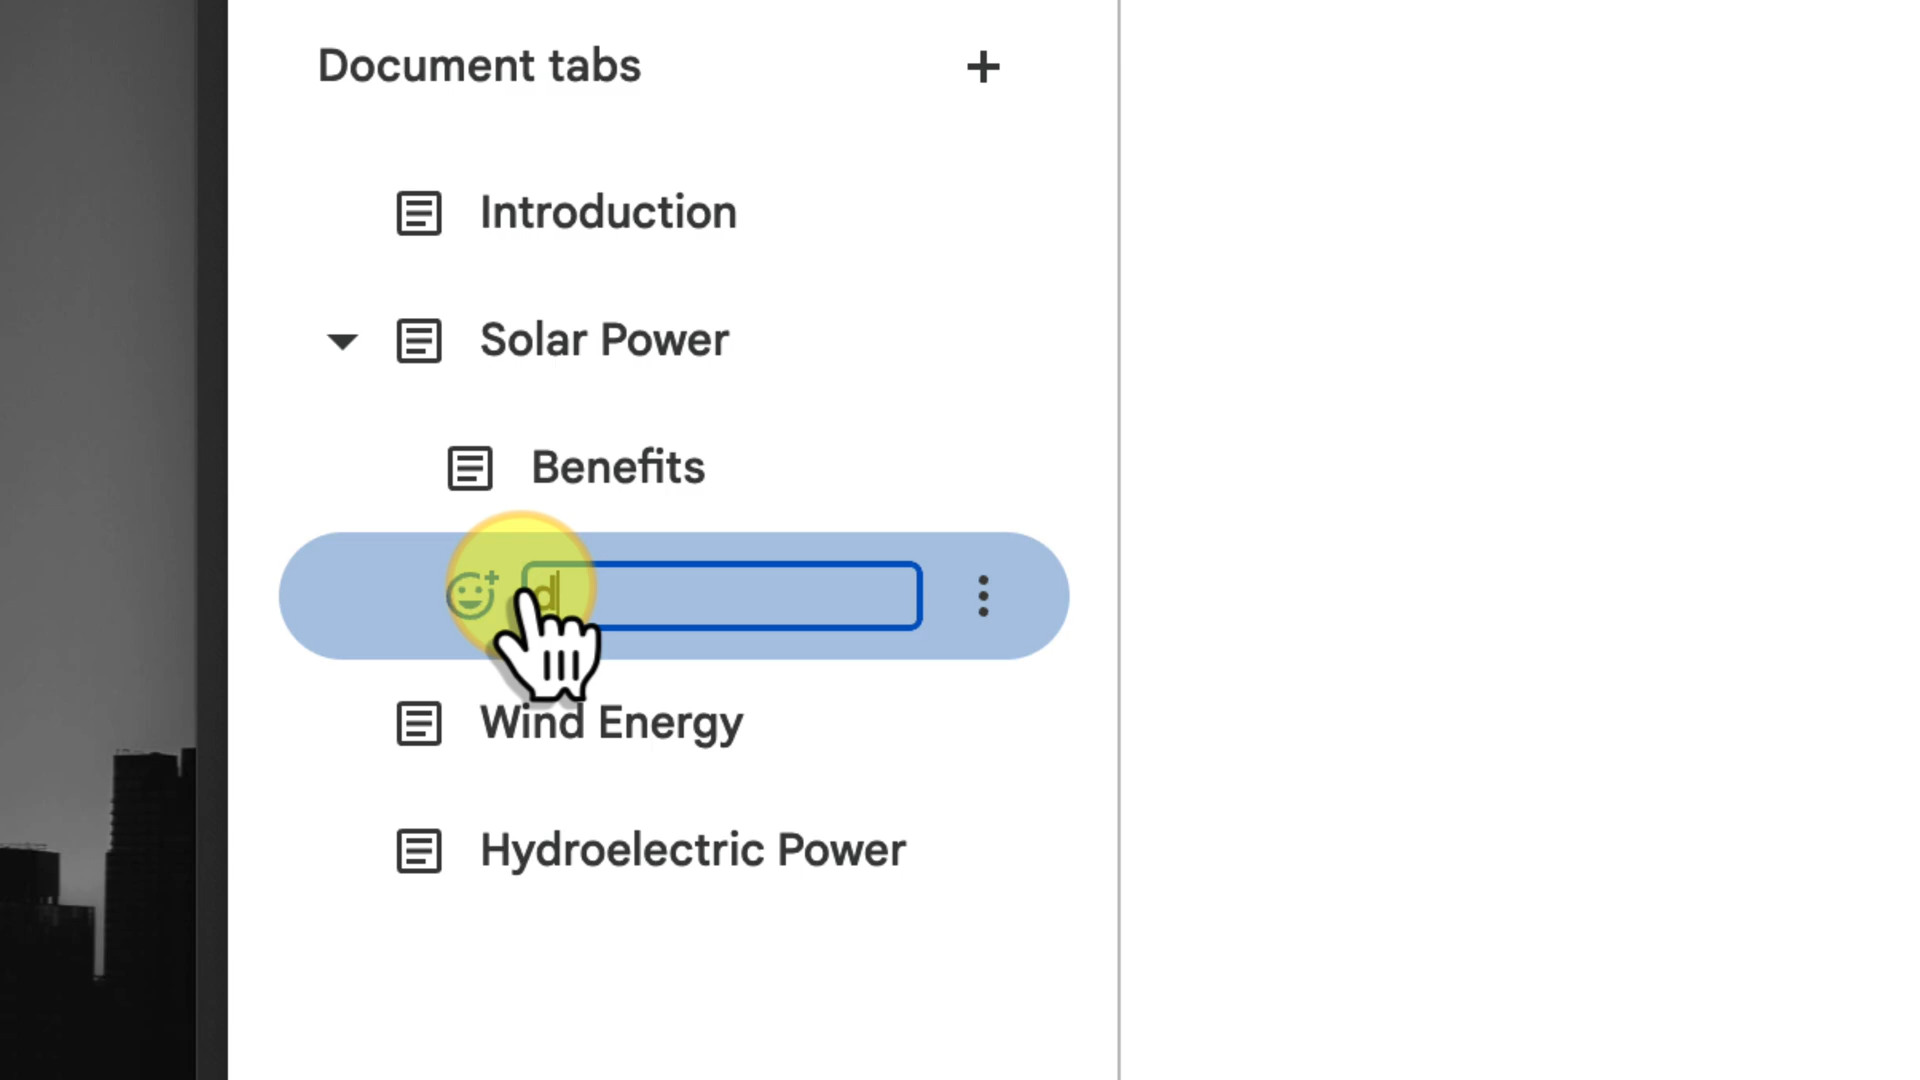 Document tabs
Introduction
Solar Power
Benefits
d
Wind Energy
Hydroelectric Power